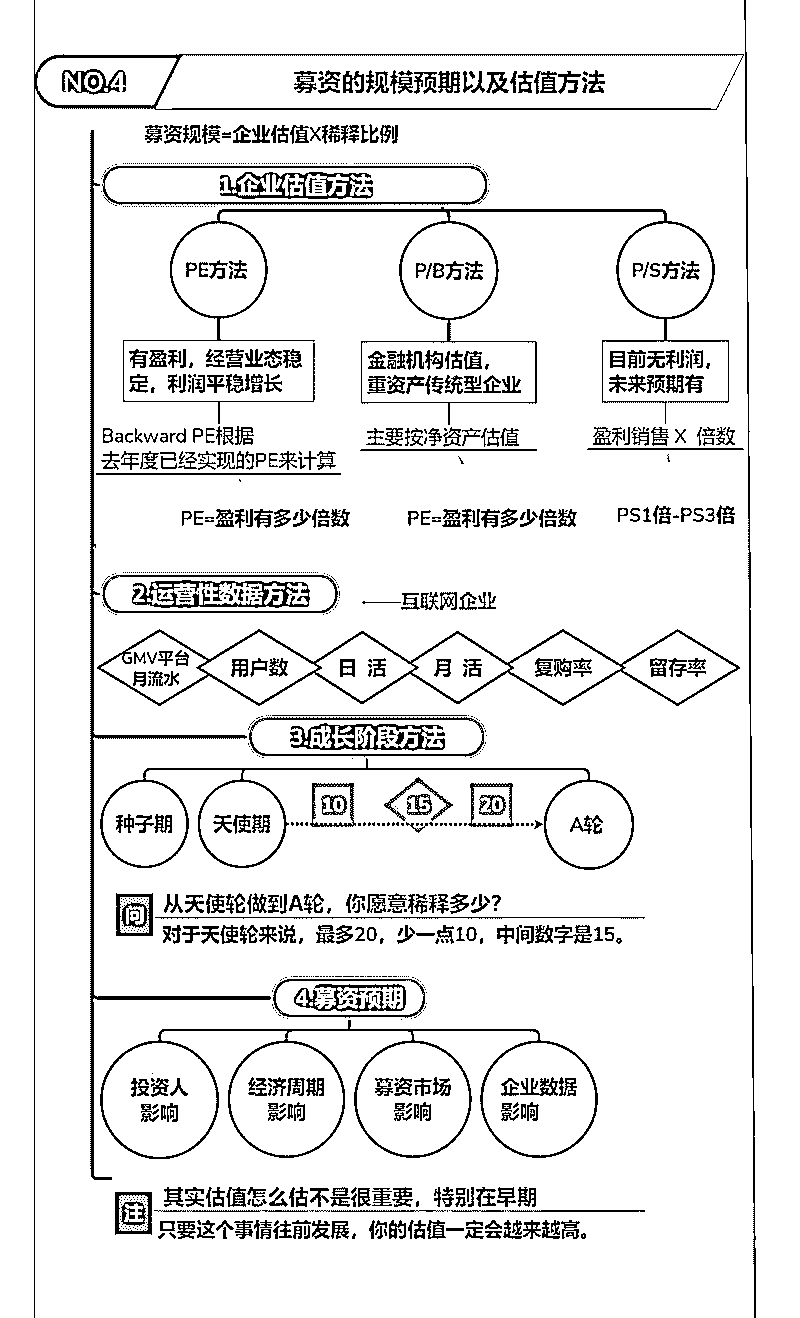 NO.4
募资的规模预期以及估值方法
募资规模=企业估值X稀释比例
1.企业估值方法
PE方法
P/B方法
P/S方法
有盈利，经营业态稳
定，利润平稳增长
金融机构估值，
重资产传统型企业
目前无利润，
未来预期有
Backward PE根据
去年度已经实现的PE来计算
主要按净资产估值
盈利销售 X 倍数
PE=盈利有多少倍数
PE=盈利有多少倍数
PS1倍-PS3倍
2.运营性数据方法
互联网企业
GMV平台
月流水
用户数
日 活
月 活
复购率
留存率
3.成长阶段方法
种子期
天使期
10
15
20
A轮
问
从天使轮做到A轮，你愿意稀释多少？
对于天使轮来说，最多20，少一点10，中间数字是15。
4.募资预期
投资人
影响
经济周期
影响
募资市场
影响
企业数据
影响
注
其实估值怎么估不是很重要，特别在早期
只要这个事情往前发展，你的估值一定会越来越高。